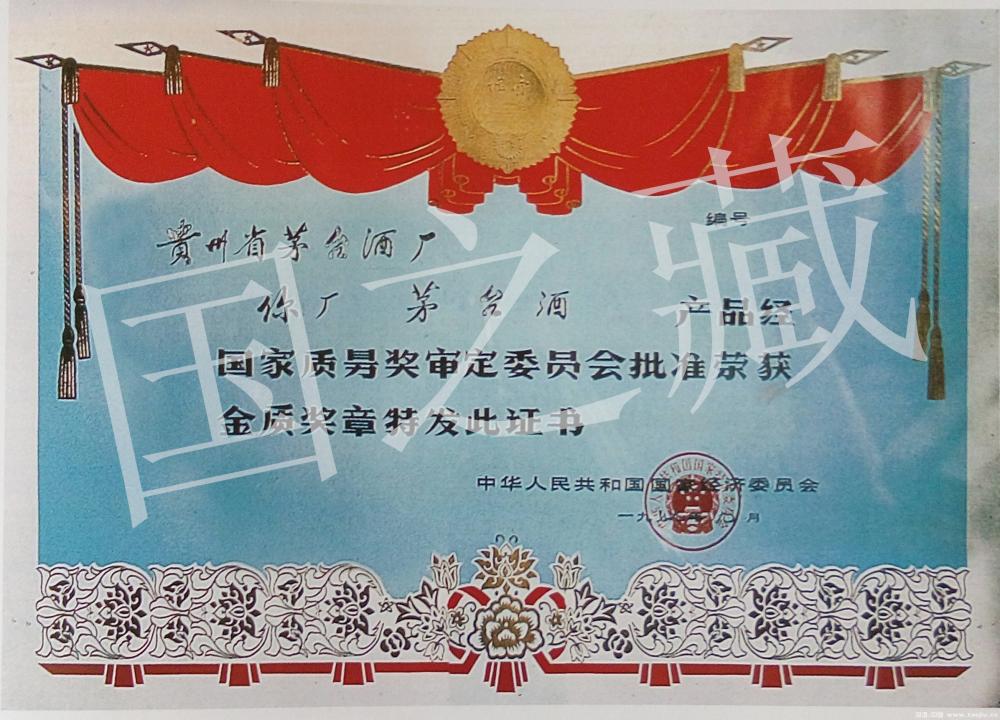 编号
贵州省茅台酒厂
你厂 茅台酒 产品经
国家质量奖审定委员会批准荣获
金质奖章特发此证书
中华人民共和国国家经济委员会
国之藏